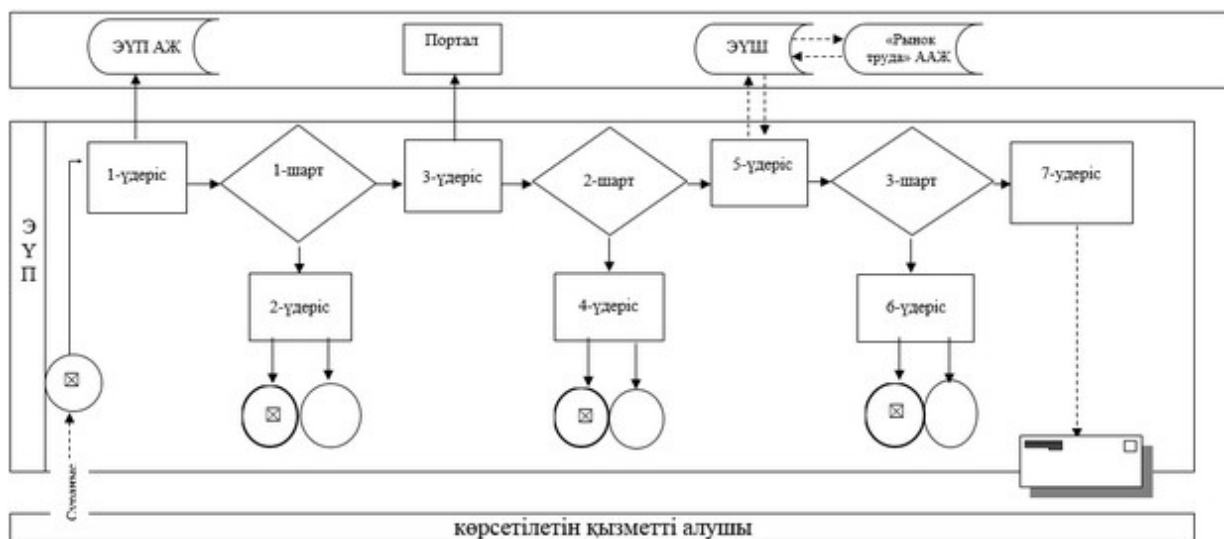 ЭҮП АЖ
Портал
ЭҮШ
«Рынок
труда» ААЖ
1-үдеріс
1-шарт
3-үдеріс
2-шарт
5-үдеріс
3-шарт
7-удеріс
Э
Ү
П
2-үдеріс
4-үдеріс
6-үдеріс
көрсетілетін қызметті алушы